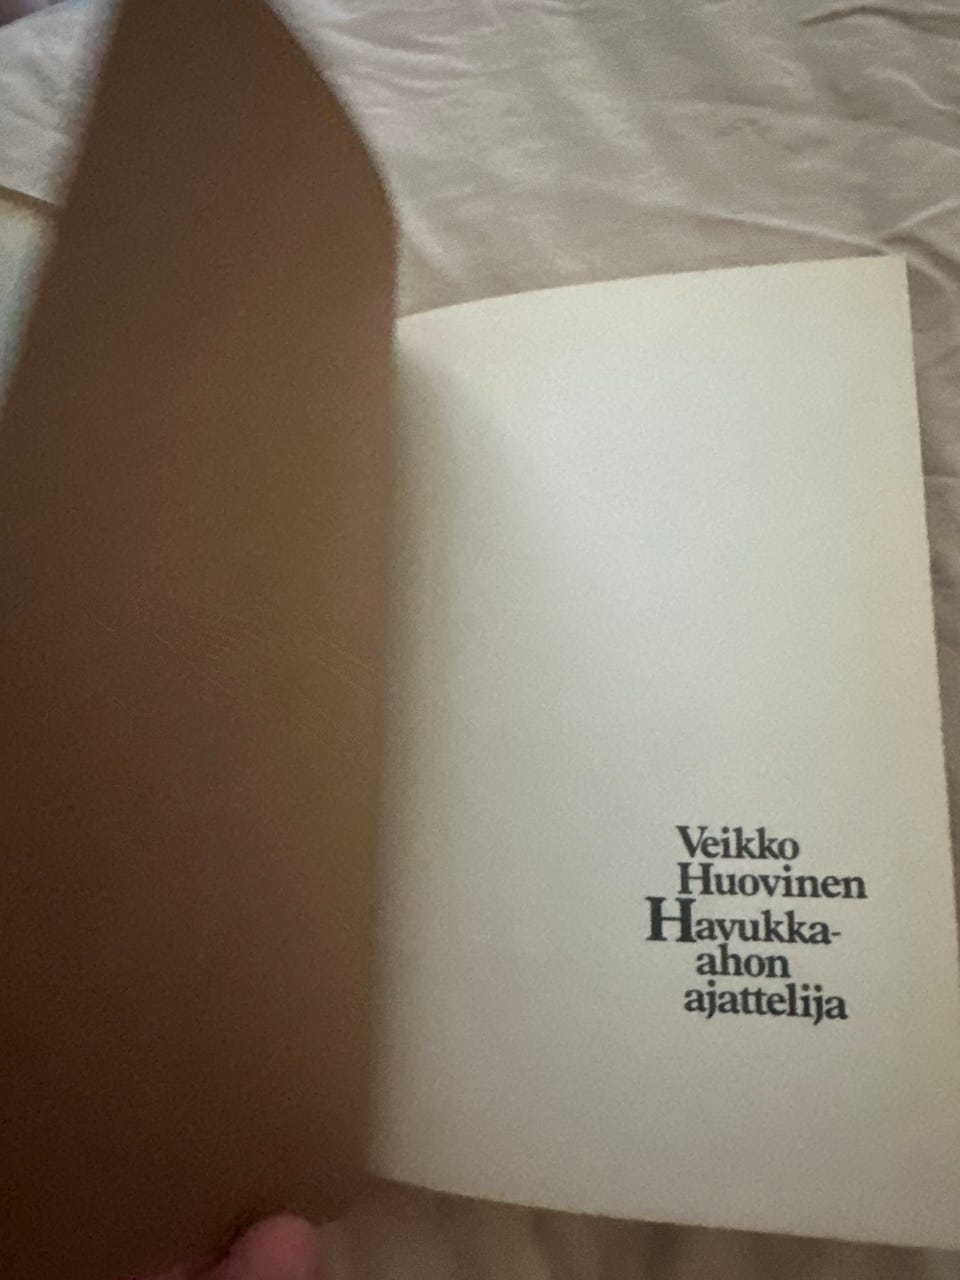 Veikko
Huovinen
Havukka-
ahon
ajattelija